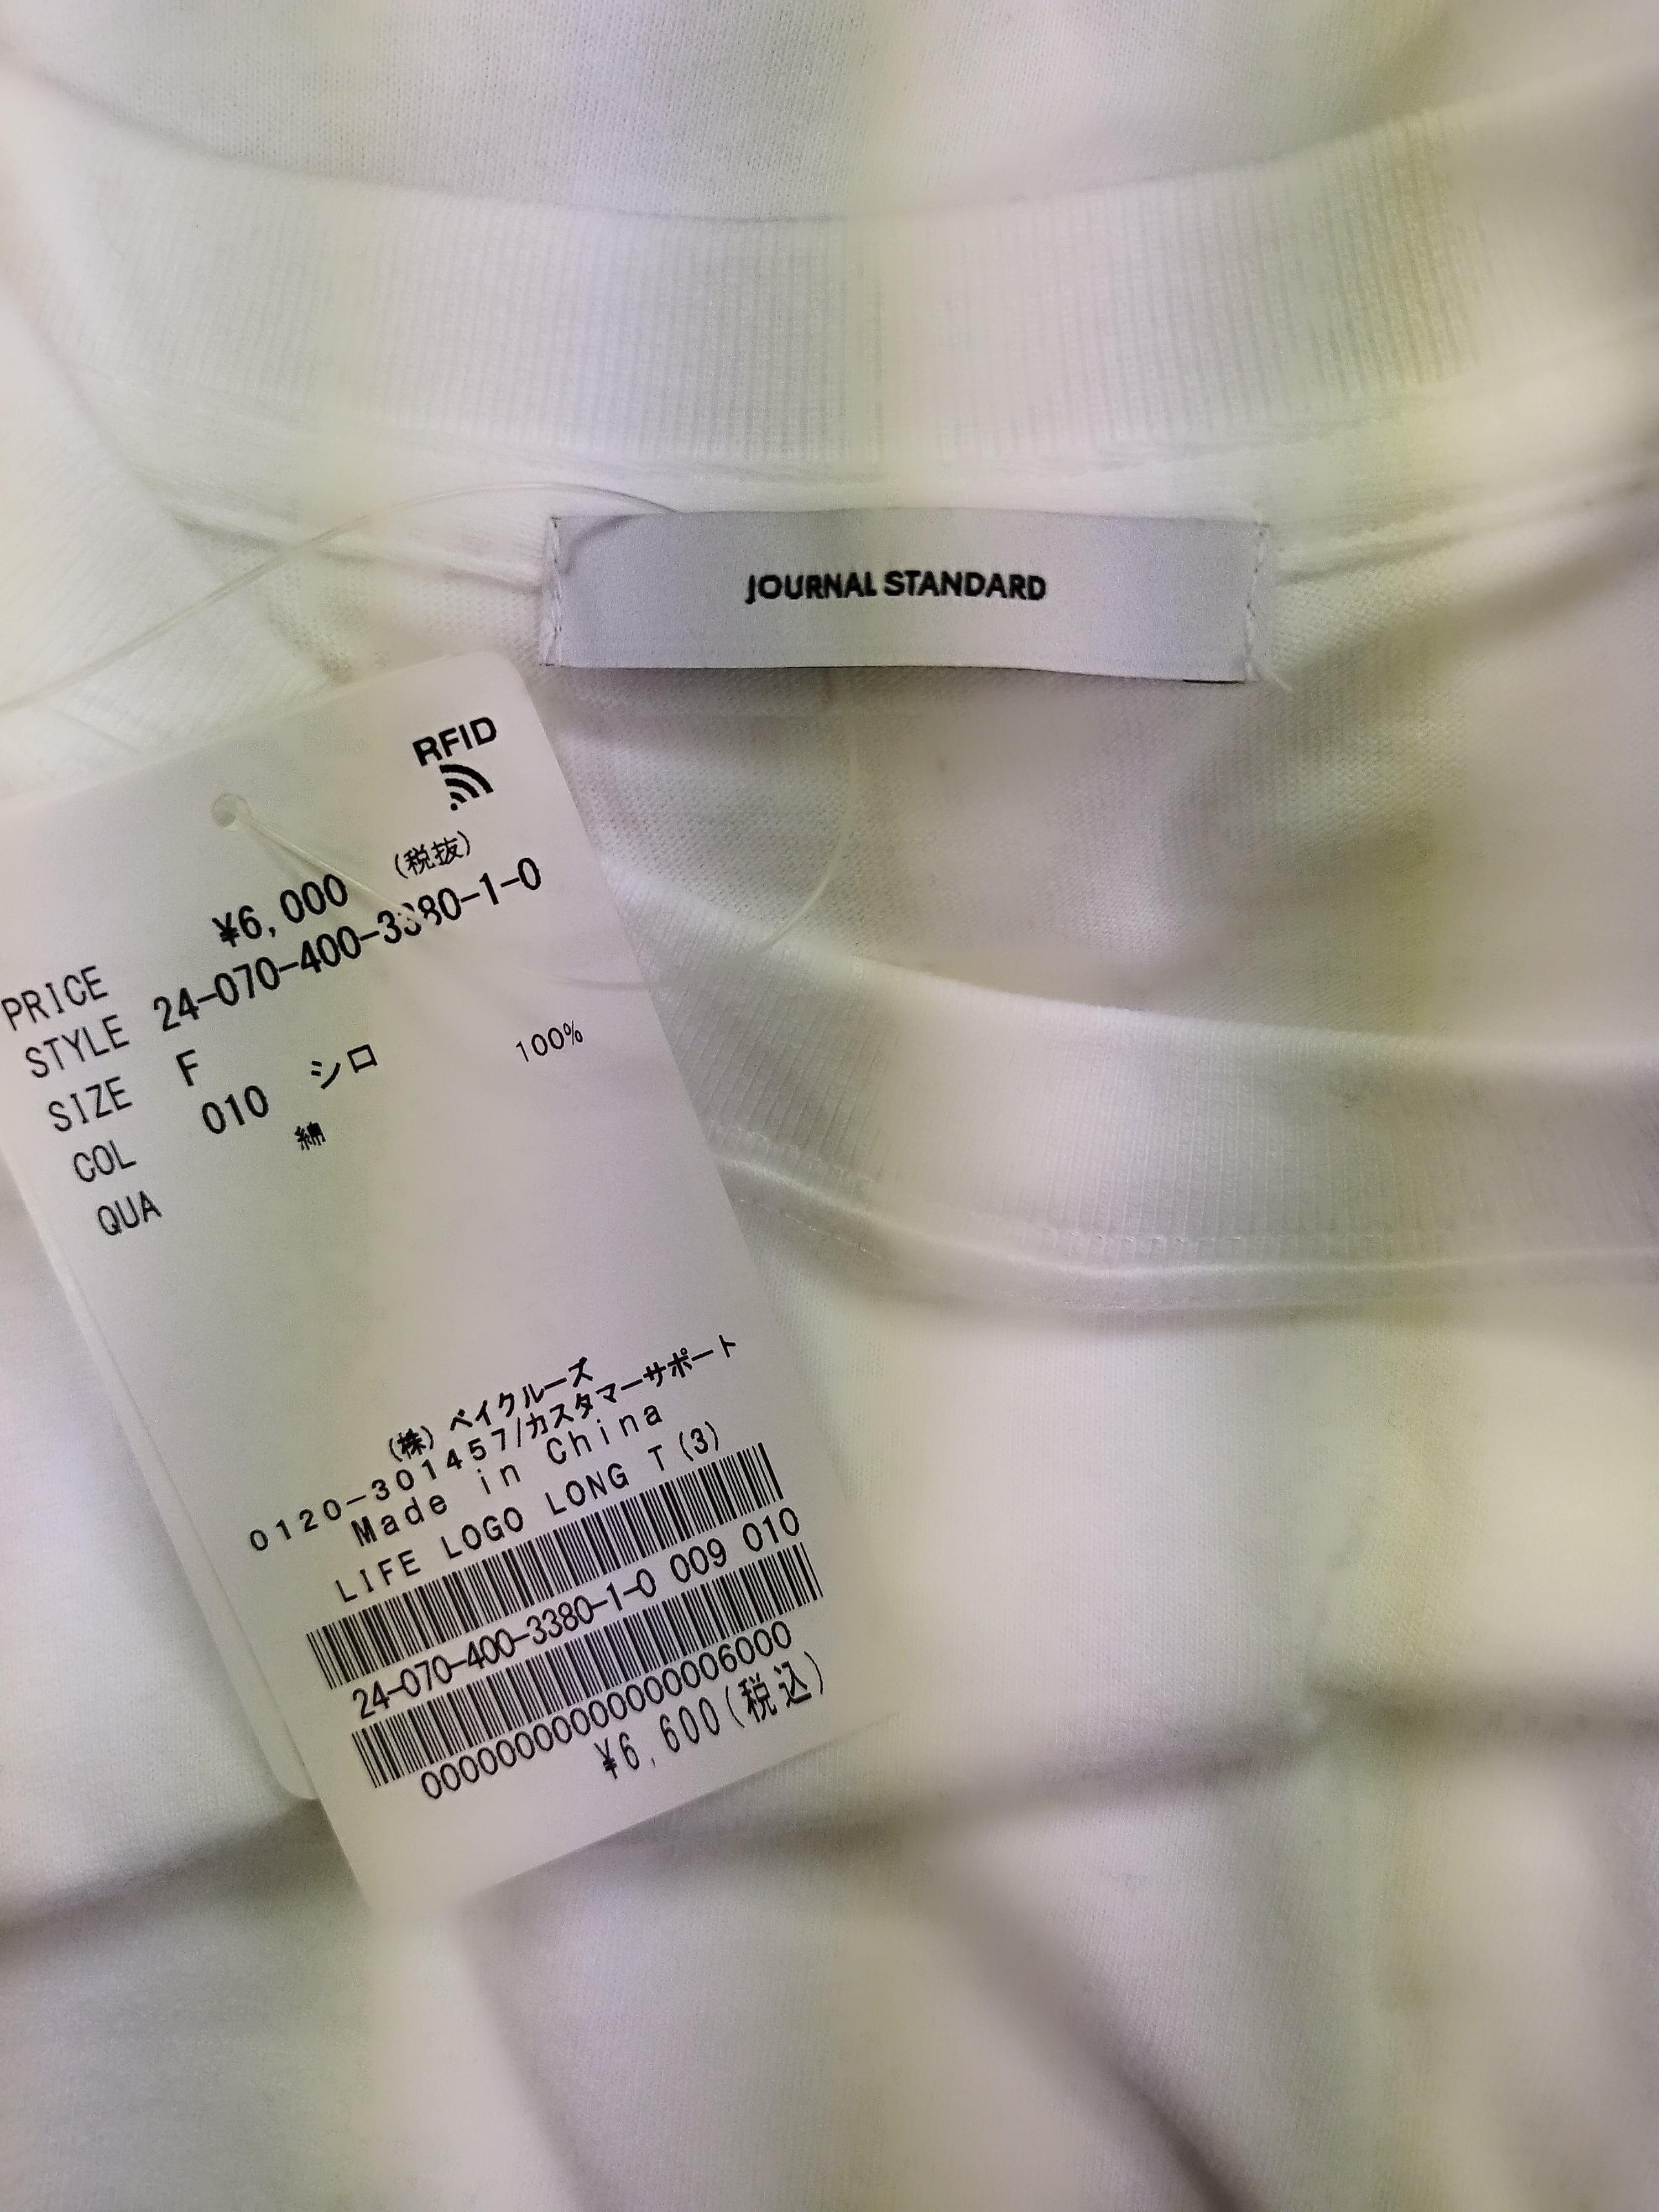 JOURNAL STANDARD
RFID
(税抜)
PRICE ¥6,000
STYLE 24-070-400-3380-1-0
SIZE F
COL 010 シロ
QUA 綿 100%
(株) ベイクルーズ
0120-301457/カスタマーサポート
Made in China
LIFE LOGO LONG T (3)
24-070-400-3380-1-0 009 010
0000000000000006000
¥6,600(税込)